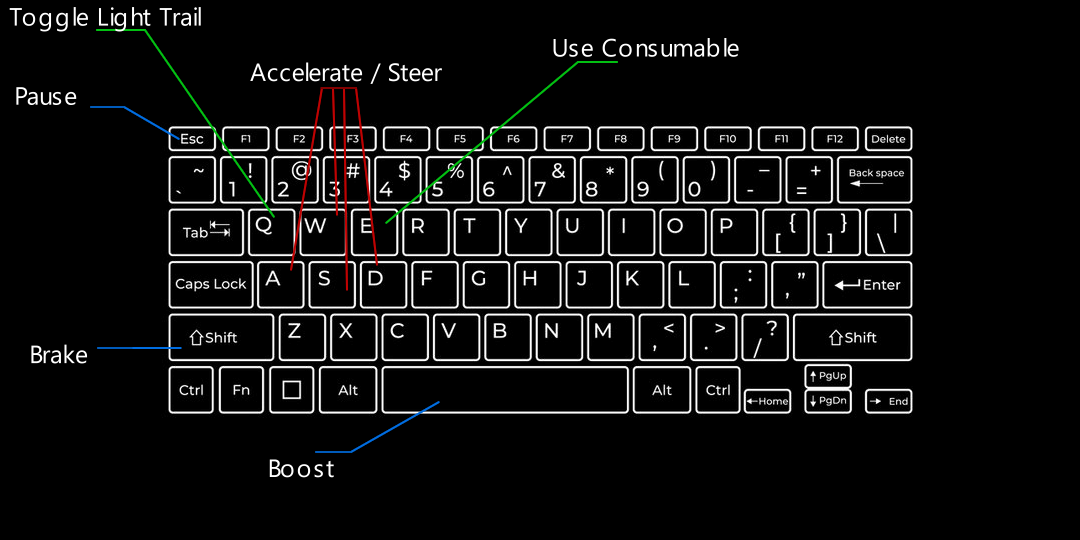 Toggle Light Trail
Use Consumable
Accelerate / Steer
Pause
Esc F1 F2 F3 F4 F5 F6 F7 F8 F9 F10 F11 F12 Delete
~ ! @ # $ % ^ & * ( ) – + Back space
` 1 2 3 4 5 6 7 8 9 0 - =
Tab Q W E R T Y U I O P { } |
[ ] \
Caps Lock A S D F G H J K L : " Enter
; ,
Shift Z X C V B N M < > ? Shift
, . /
Brake
Ctrl Fn Alt Alt Ctrl PgUp
Home PgDn End
Boost